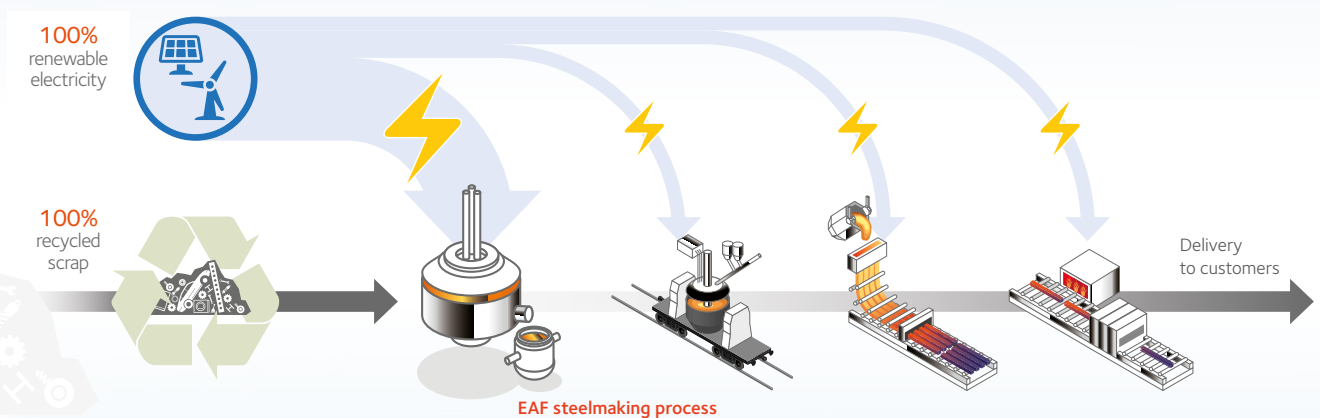 100%
renewable
electricity
100%
recycled
scrap
Delivery
to customers
EAF steelmaking process